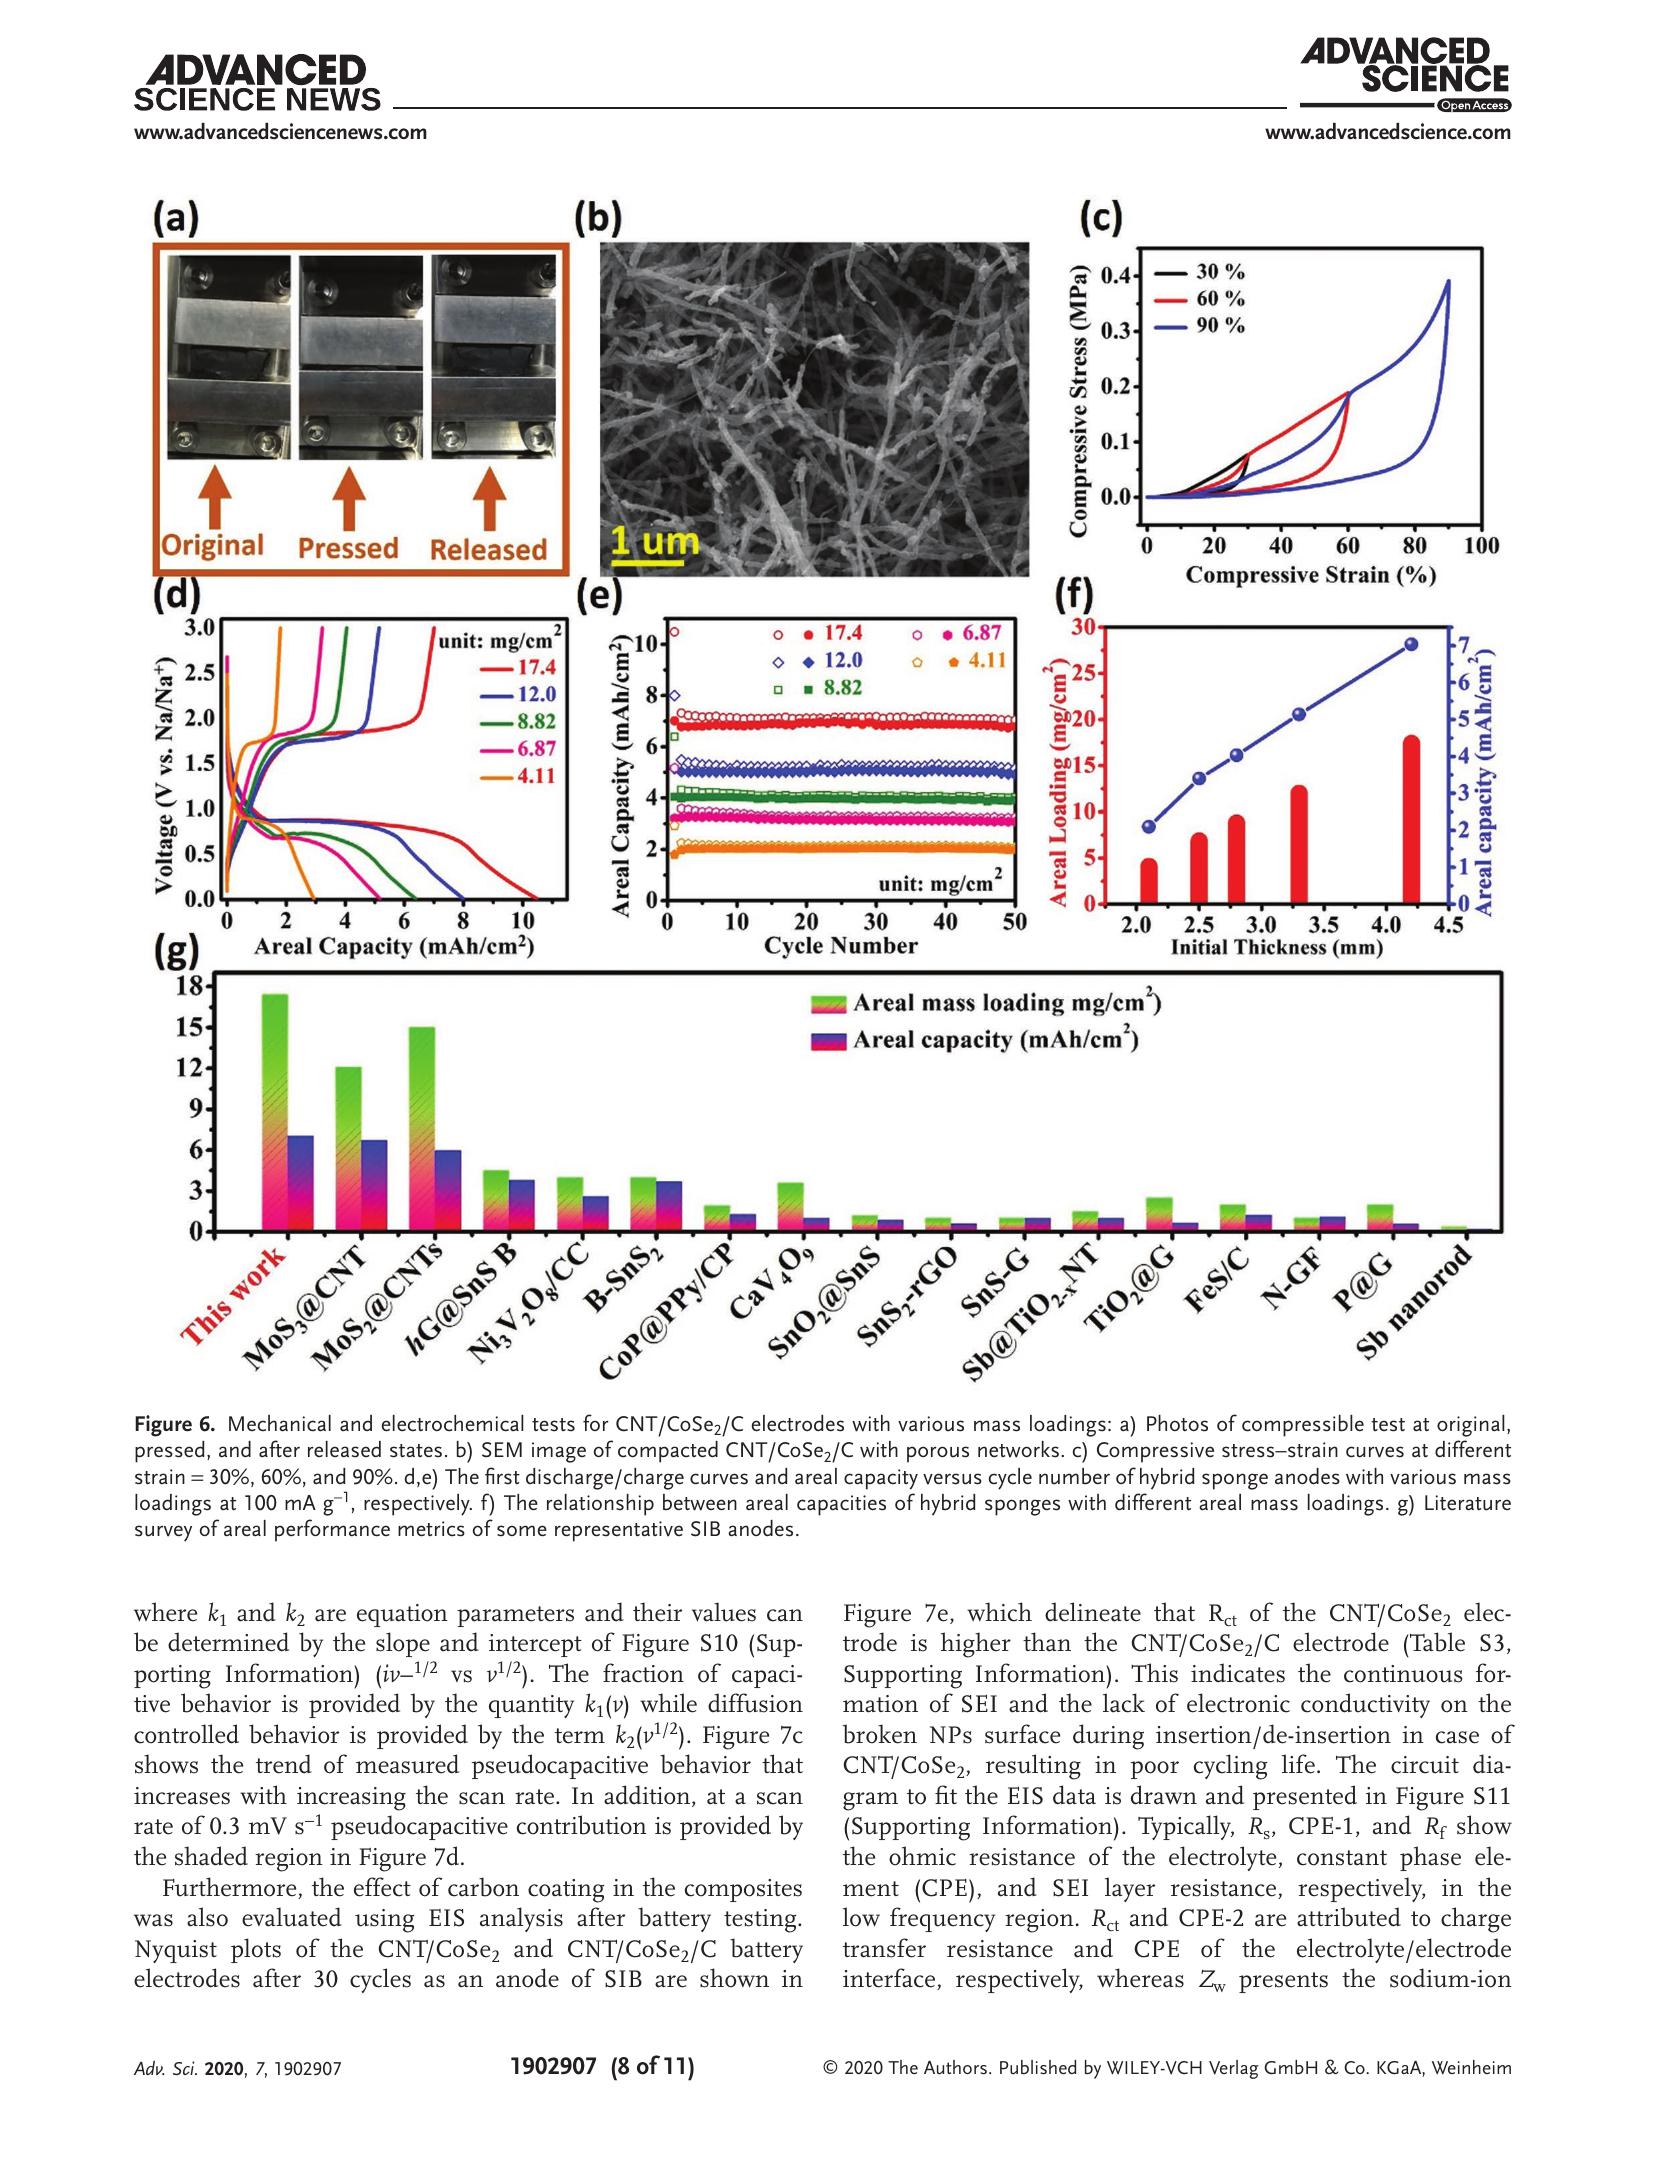 ADVANCED
SCIENCE NEWS
www.advancedsciencenews.com
ADVANCED
SCIENCE
Open Access
www.advancedscience.com
(a)
Original
Pressed
Released
(b)
1 um
(c)
Compressive Stress (MPa)
0.4
0.3
0.2
0.1
0.0
30 %
60 %
90 %
0 20 40 60 80 100
Compressive Strain (%)
(d)
Voltage (V vs. Na/Na⁺)
3.0
2.5
2.0
1.5
1.0
0.5
0.0
unit: mg/cm²
17.4
12.0
8.82
6.87
4.11
0 2 4 6 8 10
Areal Capacity (mAh/cm²)
(e)
Areal Capacity (mAh/cm²)
10
8
6
4
2
0
17.4
12.0
8.82
6.87
4.11
unit: mg/cm²
0 10 20 30 40 50
Cycle Number
(f)
Areal Loading (mg/cm²)
30
25
20
15
10
5
0
7
6
5
4
3
2
1
0
Areal capacity (mAh/cm²)
2.0 2.5 3.0 3.5 4.0 4.5
Initial Thickness (mm)
(g)
18
15
12
9
6
3
0
Areal mass loading mg/cm²)
Areal capacity (mAh/cm²)
This work
MoS₃@CNT
MoS₂@CNTs
hG@SnS B
Ni₃V₂O₈/CC
B-SnS₂
CoP@PPy/CP
CaV₄O₉
SnO₂@SnS
SnS₂-rGO
SnS-G
Sb@TiO₂₋ₓNT
TiO₂@G
FeS/C
N-GF
P@G
Sb nanorod
Figure 6. Mechanical and electrochemical tests for CNT/CoSe₂/C electrodes with various mass loadings: a) Photos of compressible test at original,
pressed, and after released states. b) SEM image of compacted CNT/CoSe₂/C with porous networks. c) Compressive stress–strain curves at different
strain = 30%, 60%, and 90%. d,e) The first discharge/charge curves and areal capacity versus cycle number of hybrid sponge anodes with various mass
loadings at 100 mA g⁻¹, respectively. f) The relationship between areal capacities of hybrid sponges with different areal mass loadings. g) Literature
survey of areal performance metrics of some representative SIB anodes.
where k₁ and k₂ are equation parameters and their values can
be determined by the slope and intercept of Figure S10 (Sup-
porting Information) (iv–¹/² vs v¹/²). The fraction of capaci-
tive behavior is provided by the quantity k₁(v) while diffusion
controlled behavior is provided by the term k₂(v¹/²). Figure 7c
shows the trend of measured pseudocapacitive behavior that
increases with increasing the scan rate. In addition, at a scan
rate of 0.3 mV s⁻¹ pseudocapacitive contribution is provided by
the shaded region in Figure 7d.
Furthermore, the effect of carbon coating in the composites
was also evaluated using EIS analysis after battery testing.
Nyquist plots of the CNT/CoSe₂ and CNT/CoSe₂/C battery
electrodes after 30 cycles as an anode of SIB are shown in
Figure 7e, which delineate that Rct of the CNT/CoSe₂ elec-
trode is higher than the CNT/CoSe₂/C electrode (Table S3,
Supporting Information). This indicates the continuous for-
mation of SEI and the lack of electronic conductivity on the
broken NPs surface during insertion/de-insertion in case of
CNT/CoSe₂, resulting in poor cycling life. The circuit dia-
gram to fit the EIS data is drawn and presented in Figure S11
(Supporting Information). Typically, Rs, CPE-1, and Rf show
the ohmic resistance of the electrolyte, constant phase ele-
ment (CPE), and SEI layer resistance, respectively, in the
low frequency region. Rct and CPE-2 are attributed to charge
transfer resistance and CPE of the electrolyte/electrode
interface, respectively, whereas Zw presents the sodium-ion
Adv. Sci. 2020, 7, 1902907
1902907 (8 of 11)
© 2020 The Authors. Published by WILEY-VCH Verlag GmbH & Co. KGaA, Weinheim